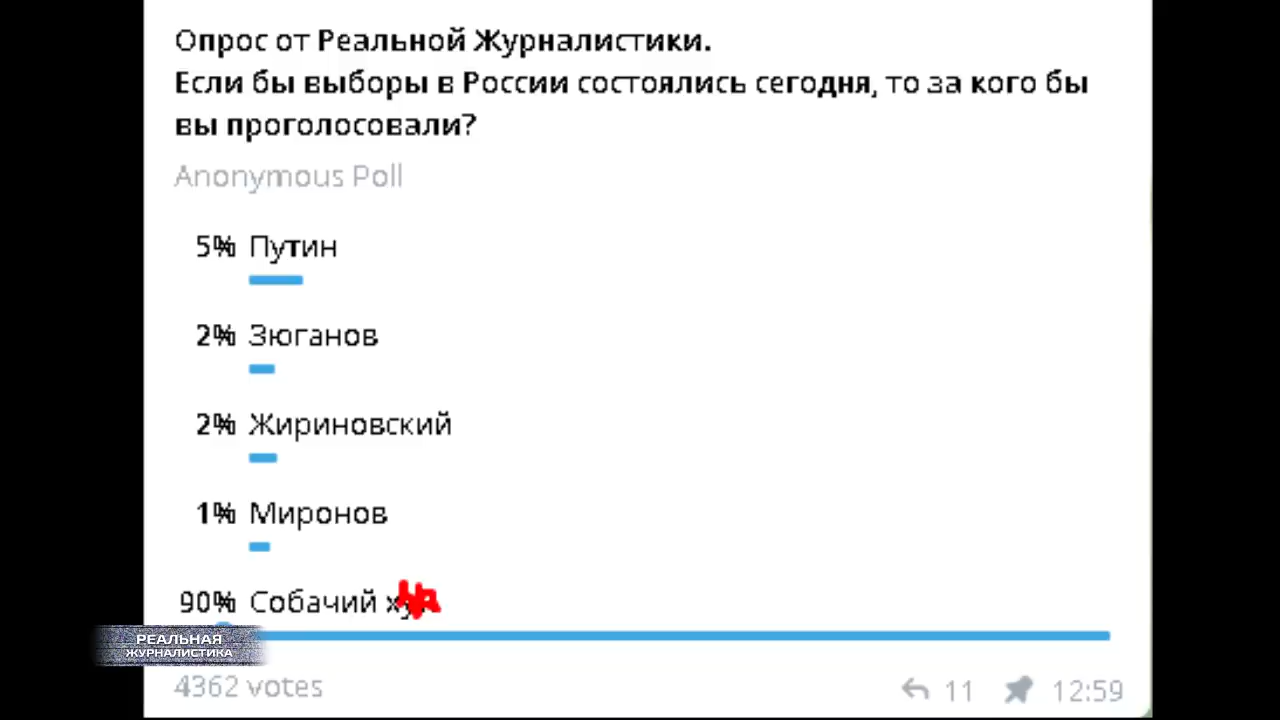 Опрос от Реальной Журналистики.
Если бы выборы в России состоялись сегодня, то за кого бы
вы проголосовали?
Anonymous Poll
5% Путин
2% Зюганов
2% Жириновский
1% Миронов
90% Собачий
РЕАЛЬНАЯ
ЖУРНАЛИСТИКА
4362 votes
11 12:59